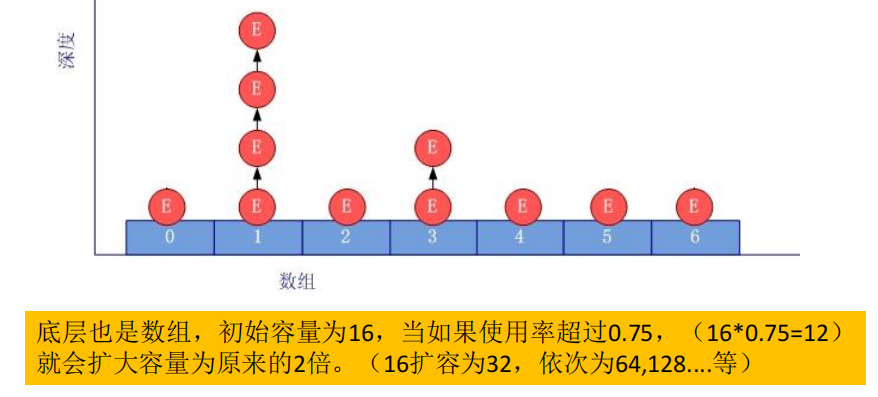 深度
E
E
E
E
E
E
E
E
E
E
E
0 1 2 3 4 5 6
数组
底层也是数组，初始容量为16，当如果使用率超过0.75，（16*0.75=12）
就会扩大容量为原来的2倍。（16扩容为32，依次为64,128....等）